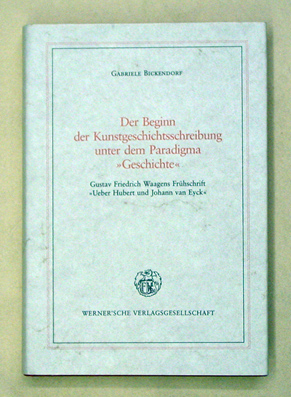 GABRIELE BICKENDORF
Der Beginn
der Kunstgeschichtsschreibung
unter dem Paradigma
»Geschichte«
Gustav Friedrich Waagens Frühschrift
»Ueber Hubert und Johann van Eyck«
WERNER'SCHE VERLAGSGESELLSCHAFT